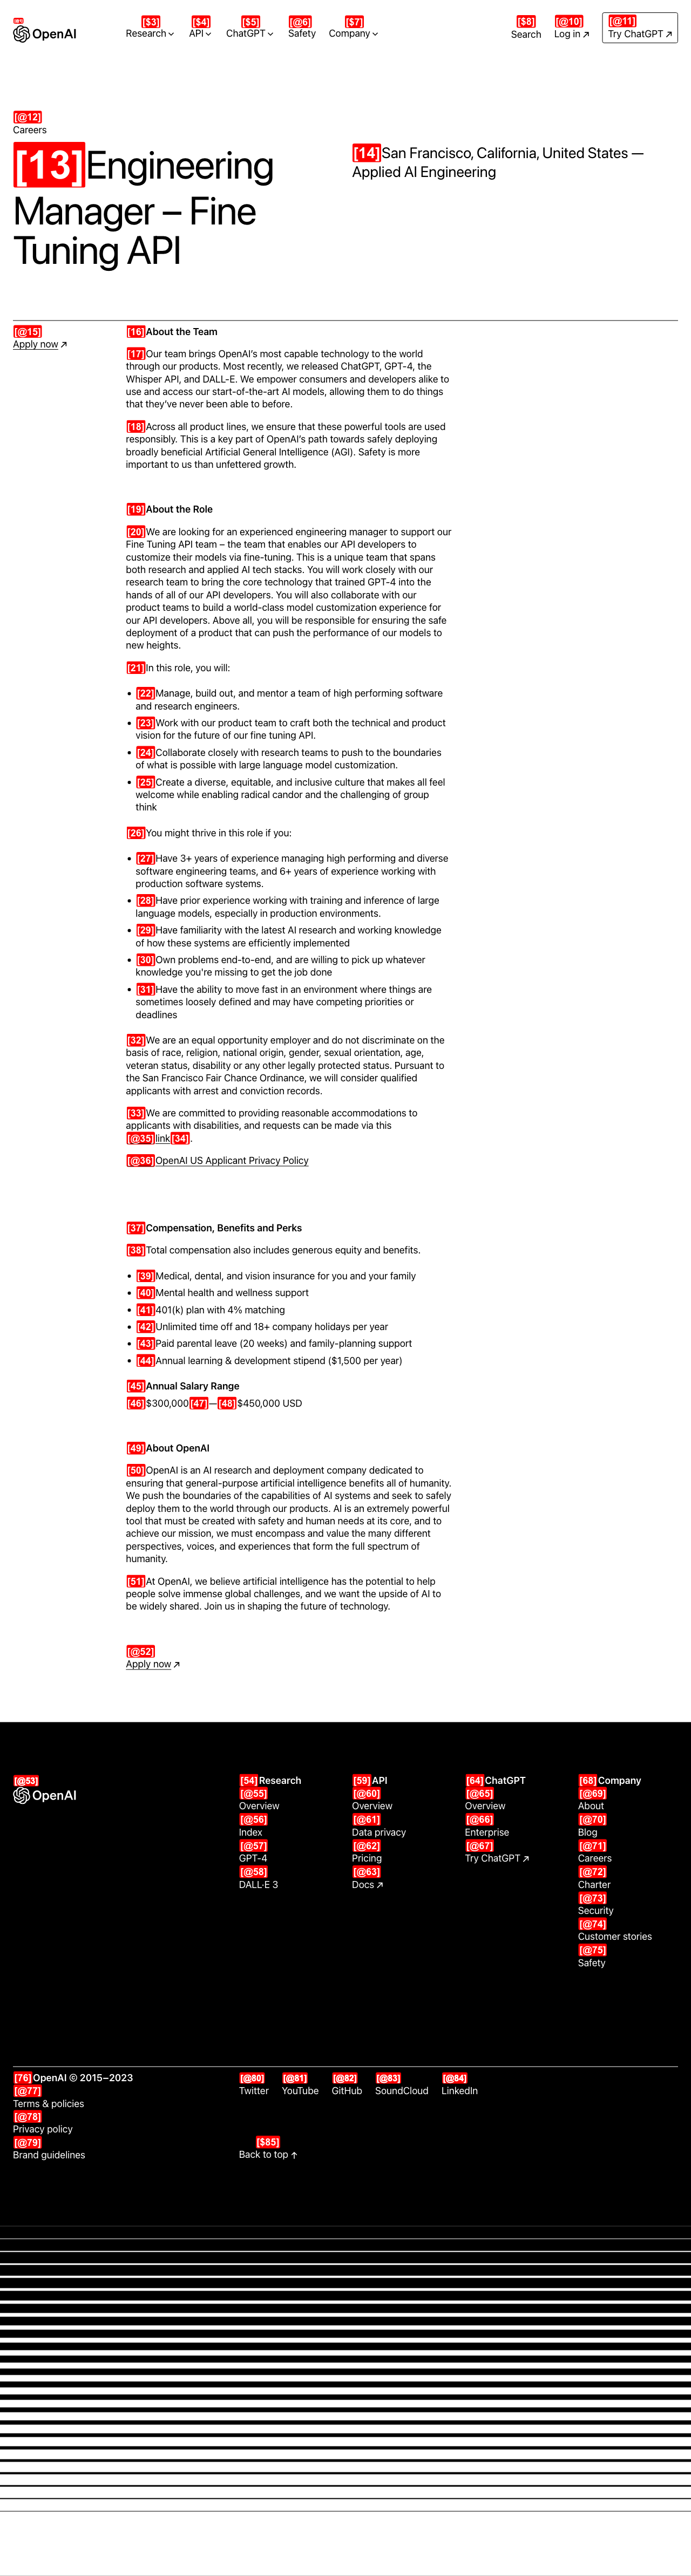 OpenAI
[$3] [$4] [$5] [@6] [$7] [$8] [@10] [@11]
Research API ChatGPT Safety Company Search Log in ↗ Try ChatGPT ↗
[@12]
Careers
[13]Engineering
Manager – Fine
Tuning API
[14]San Francisco, California, United States —
Applied AI Engineering
[@15]
Apply now ↗
[16]About the Team
[17]Our team brings OpenAI’s most capable technology to the world
through our products. Most recently, we released ChatGPT, GPT-4, the
Whisper API, and DALL-E. We empower consumers and developers alike to
use and access our start-of-the-art AI models, allowing them to do things
that they’ve never been able to before.
[18]Across all product lines, we ensure that these powerful tools are used
responsibly. This is a key part of OpenAI’s path towards safely deploying
broadly beneficial Artificial General Intelligence (AGI). Safety is more
important to us than unfettered growth.
[19]About the Role
[20]We are looking for an experienced engineering manager to support our
Fine Tuning API team – the team that enables our API developers to
customize their models via fine-tuning. This is a unique team that spans
both research and applied AI tech stacks. You will work closely with our
research team to bring the core technology that trained GPT-4 into the
hands of all of our API developers. You will also collaborate with our
product teams to build a world-class model customization experience for
our API developers. Above all, you will be responsible for ensuring the safe
deployment of a product that can push the performance of our models to
new heights.
[21]In this role, you will:
• [22]Manage, build out, and mentor a team of high performing software
and research engineers.
• [23]Work with our product team to craft both the technical and product
vision for the future of our fine tuning API.
• [24]Collaborate closely with research teams to push to the boundaries
of what is possible with large language model customization.
• [25]Create a diverse, equitable, and inclusive culture that makes all feel
welcome while enabling radical candor and the challenging of group
think
[26]You might thrive in this role if you:
• [27]Have 3+ years of experience managing high performing and diverse
software engineering teams, and 6+ years of experience working with
production software systems.
• [28]Have prior experience working with training and inference of large
language models, especially in production environments.
• [29]Have familiarity with the latest AI research and working knowledge
of how these systems are efficiently implemented
• [30]Own problems end-to-end, and are willing to pick up whatever
knowledge you're missing to get the job done
• [31]Have the ability to move fast in an environment where things are
sometimes loosely defined and may have competing priorities or
deadlines
[32]We are an equal opportunity employer and do not discriminate on the
basis of race, religion, national origin, gender, sexual orientation, age,
veteran status, disability or any other legally protected status. Pursuant to
the San Francisco Fair Chance Ordinance, we will consider qualified
applicants with arrest and conviction records.
[33]We are committed to providing reasonable accommodations to
applicants with disabilities, and requests can be made via this
[@35]link[34].
[@36]OpenAI US Applicant Privacy Policy
[37]Compensation, Benefits and Perks
[38]Total compensation also includes generous equity and benefits.
• [39]Medical, dental, and vision insurance for you and your family
• [40]Mental health and wellness support
• [41]401(k) plan with 4% matching
• [42]Unlimited time off and 18+ company holidays per year
• [43]Paid parental leave (20 weeks) and family-planning support
• [44]Annual learning & development stipend ($1,500 per year)
[45]Annual Salary Range
[46]$300,000[47]—[48]$450,000 USD
[49]About OpenAI
[50]OpenAI is an AI research and deployment company dedicated to
ensuring that general-purpose artificial intelligence benefits all of humanity.
We push the boundaries of the capabilities of AI systems and seek to safely
deploy them to the world through our products. AI is an extremely powerful
tool that must be created with safety and human needs at its core, and to
achieve our mission, we must encompass and value the many different
perspectives, voices, and experiences that form the full spectrum of
humanity.
[51]At OpenAI, we believe artificial intelligence has the potential to help
people solve immense global challenges, and we want the upside of AI to
be widely shared. Join us in shaping the future of technology.
[@52]
Apply now ↗
[@53]
OpenAI
[54]Research
[@55]
Overview
[@56]
Index
[@57]
GPT-4
[@58]
DALL·E 3
[59]API
[@60]
Overview
[@61]
Data privacy
[@62]
Pricing
[@63]
Docs ↗
[64]ChatGPT
[@65]
Overview
[@66]
Enterprise
[@67]
Try ChatGPT ↗
[68]Company
[@69]
About
[@70]
Blog
[@71]
Careers
[@72]
Charter
[@73]
Security
[@74]
Customer stories
[@75]
Safety
[76]OpenAI © 2015–2023
[@77]
Terms & policies
[@78]
Privacy policy
[@79]
Brand guidelines
[@80] [@81] [@82] [@83] [@84]
Twitter YouTube GitHub SoundCloud LinkedIn
[$85]
Back to top ↑